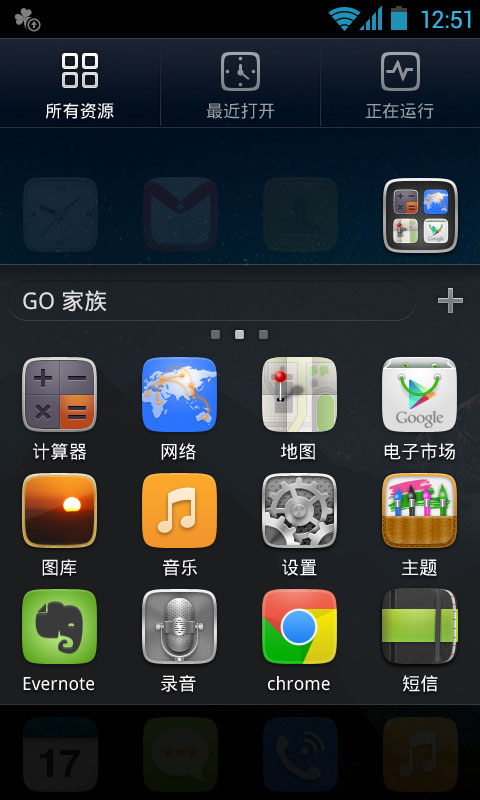 12:51
所有资源
最近打开
正在运行
Google
GO 家族
Google
计算器
网络
地图
电子市场
图库
音乐
设置
主题
Evernote
录音
chrome
短信
Sunday
17